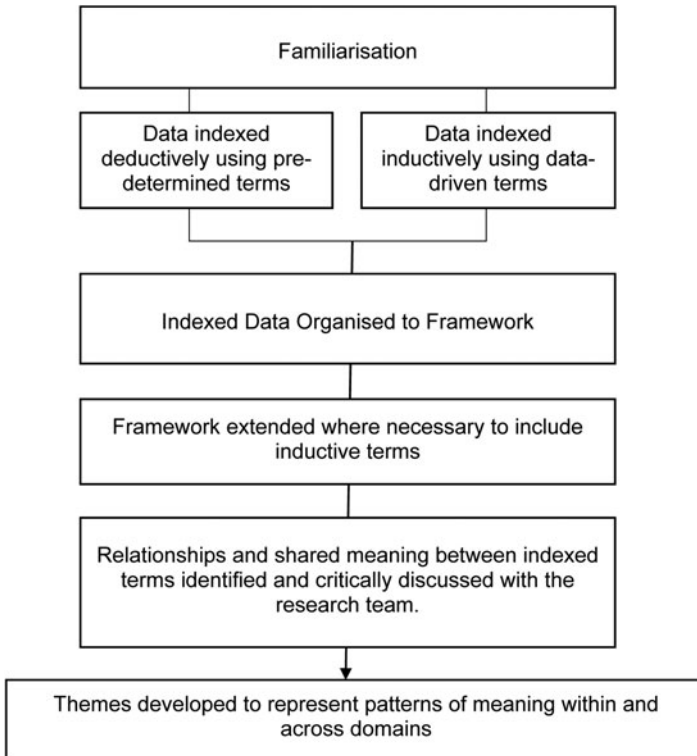 Familiarisation
Data indexed
deductively using pre-
determined terms
Data indexed
inductively using data-
driven terms
Indexed Data Organised to Framework
Framework extended where necessary to include
inductive terms
Relationships and shared meaning between indexed
terms identified and critically discussed with the
research team.
Themes developed to represent patterns of meaning within and
across domains